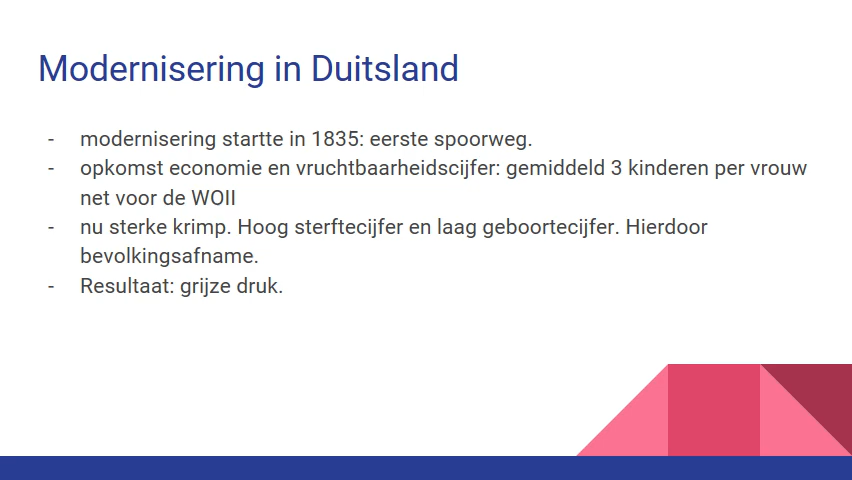 Modernisering in Duitsland
- modernisering startte in 1835: eerste spoorweg.
- opkomst economie en vruchtbaarheidscijfer: gemiddeld 3 kinderen per vrouw
net voor de WOII
- nu sterke krimp. Hoog sterftecijfer en laag geboortecijfer. Hierdoor
bevolkingsafname.
- Resultaat: grijze druk.